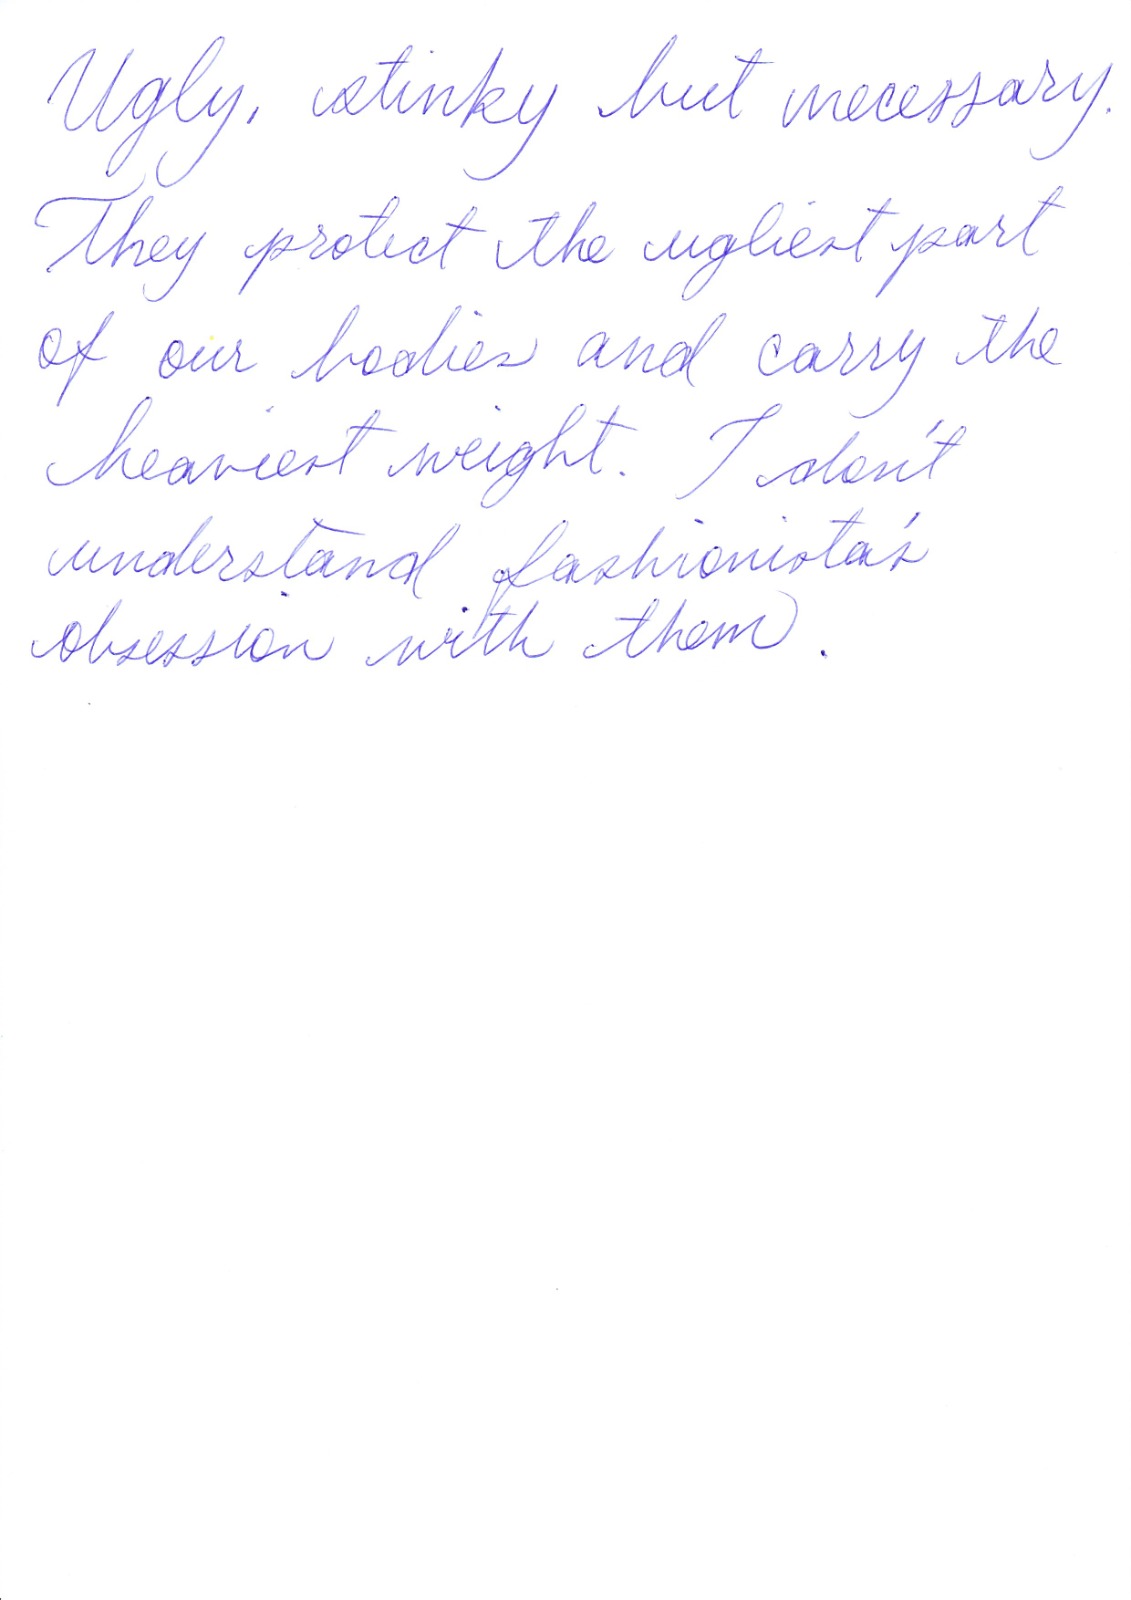 Ugly, stinky but necessary.
They protect the ugliest part
of our bodies and carry the
heaviest weight. I don't
understand fashionista's
obsession with them.